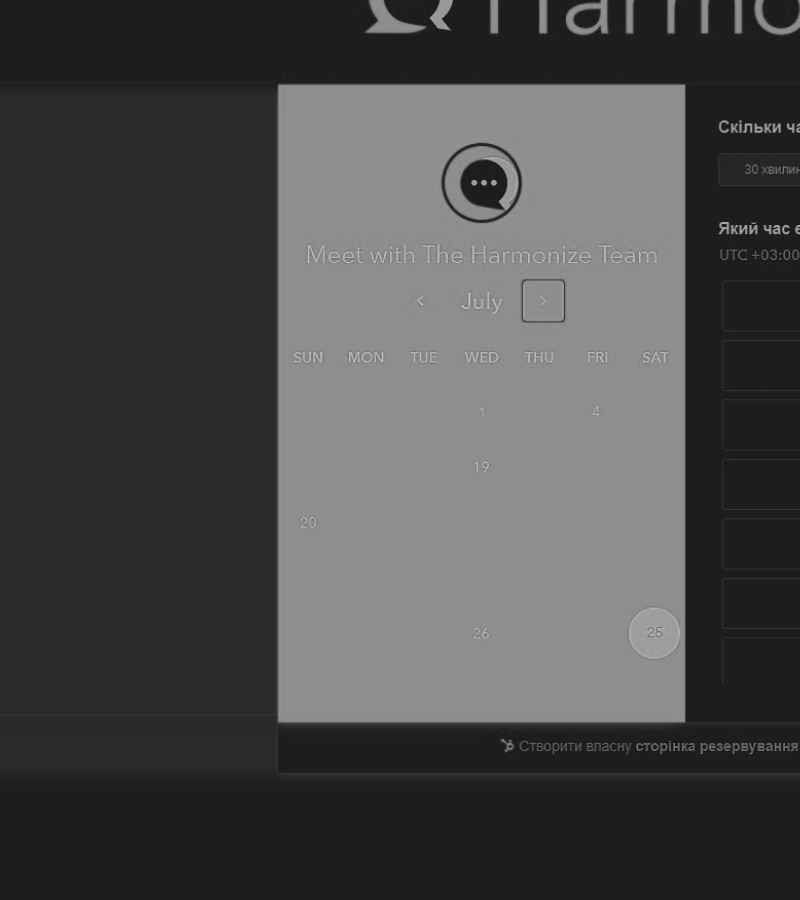 Harmo
Meet with The Harmonize Team
July
SUN MON TUE WED THU FRI SAT
1 4
19
20
26 25
Скільки ча
30 хвилин
Який час є
UTC +03:00
Створити власну сторінка резервування